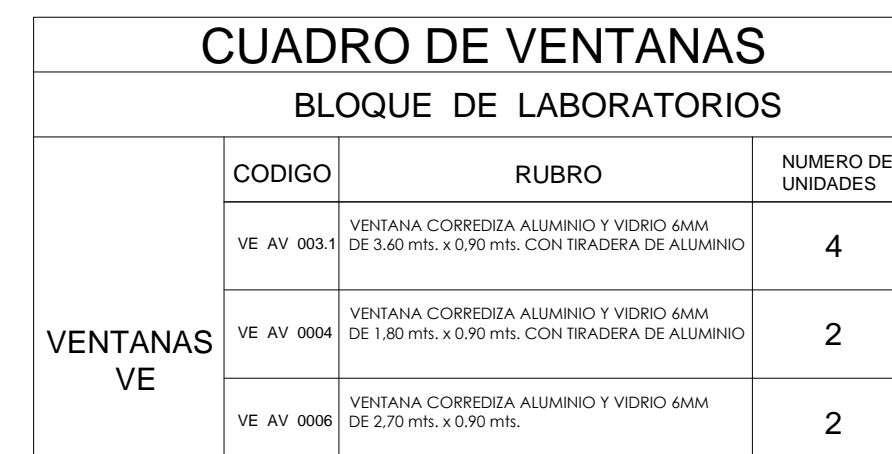 CUADRO DE VENTANAS
BLOQUE DE LABORATORIOS
CODIGO
RUBRO
NUMERO DE
UNIDADES
VENTANAS
VE
VE AV 003.1
VENTANA CORREDIZA ALUMINIO Y VIDRIO 6MM
DE 3.60 mts. x 0,90 mts. CON TIRADERA DE ALUMINIO
4
VE AV 0004
VENTANA CORREDIZA ALUMINIO Y VIDRIO 6MM
DE 1,80 mts. x 0.90 mts. CON TIRADERA DE ALUMINIO
2
VE AV 0006
VENTANA CORREDIZA ALUMINIO Y VIDRIO 6MM
DE 2,70 mts. x 0.90 mts.
2